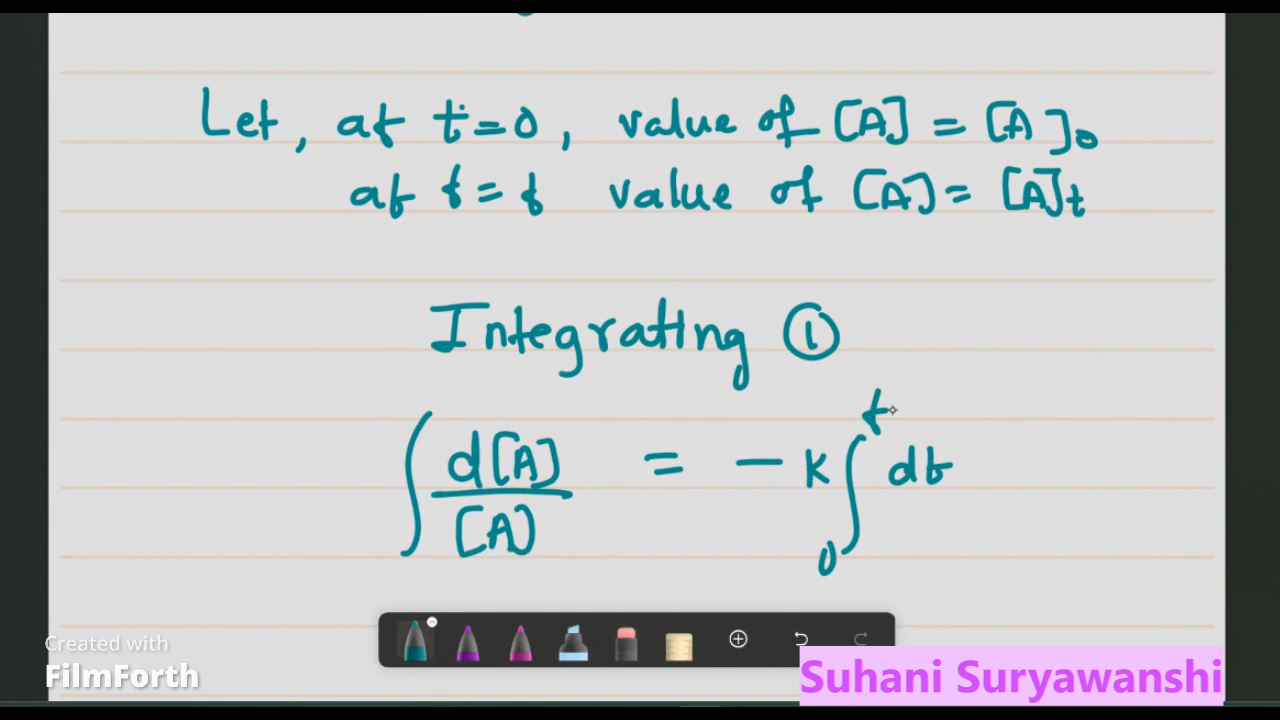 Let, at t=0, value of [A] = [A]₀
at t = t value of [A] = [A]t
Integrating ①
∫ d[A]/[A] = - K ∫₀ᵗ dt
Created with
FilmForth
Suhani Suryawanshi